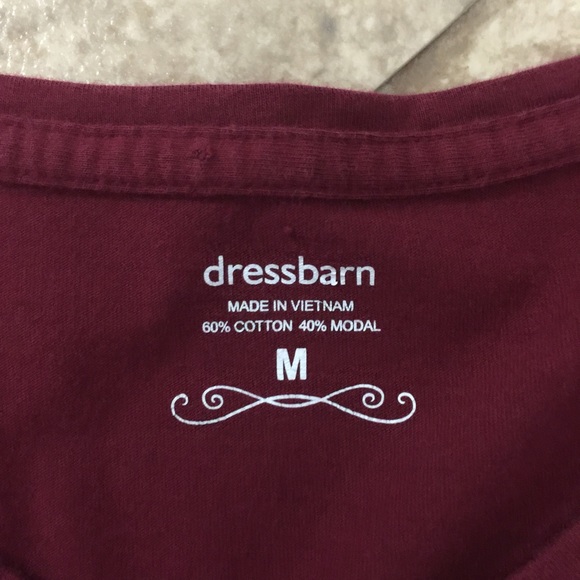 dressbarn
MADE IN VIETNAM
60% COTTON 40% MODAL
M